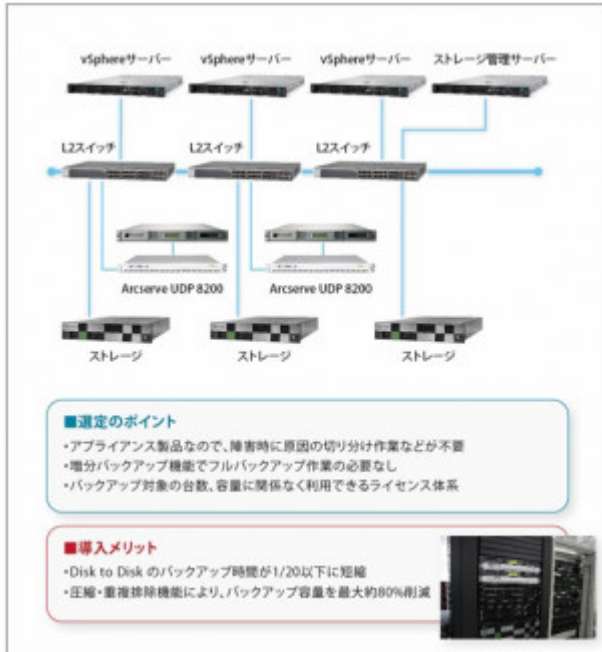 vSphereサーバー vSphereサーバー vSphereサーバー ストレージ管理サーバー
L2スイッチ L2スイッチ L2スイッチ
Arcserve UDP 8200 Arcserve UDP 8200
ストレージ ストレージ ストレージ
■選定のポイント
・アプライアンス製品なので、障害時に原因の切り分け作業などが不要
・増分バックアップ機能でフルバックアップ作業の必要なし
・バックアップ対象の台数、容量に関係なく利用できるライセンス体系
■導入メリット
・Disk to Disk のバックアップ時間が1/20以下に短縮
・圧縮・重複排除機能により、バックアップ容量を最大約80%削減